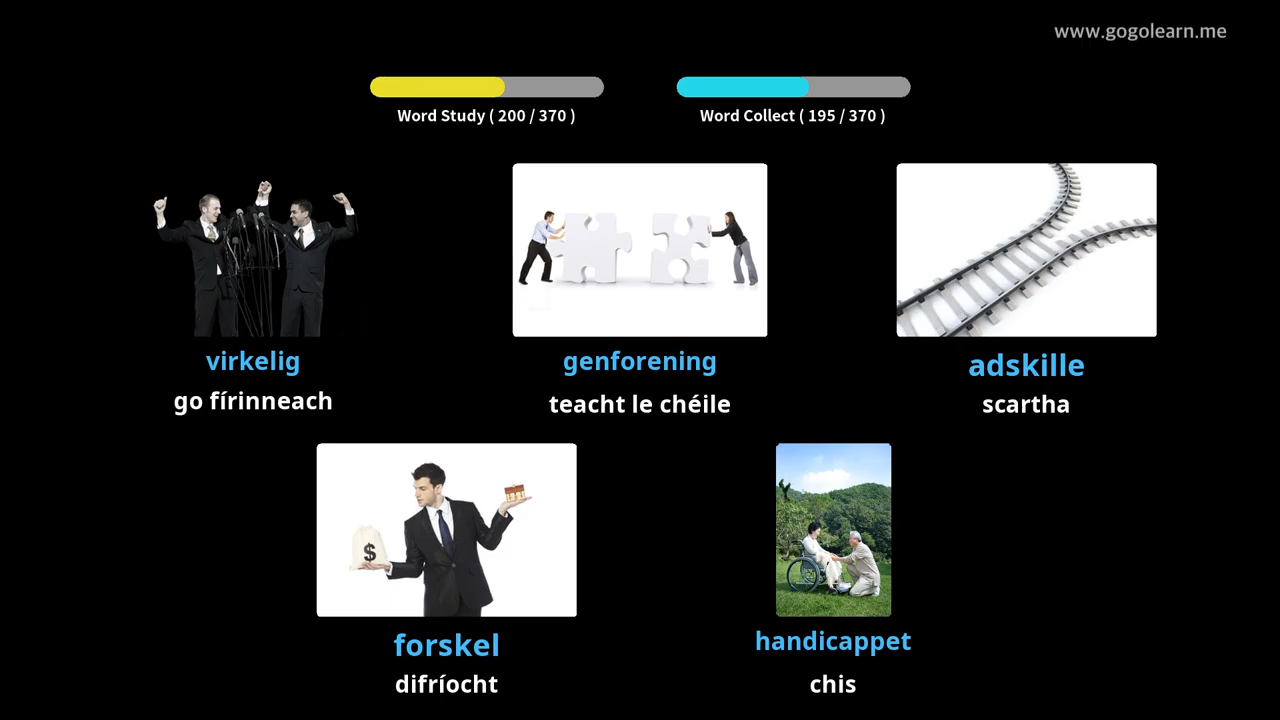 www.gogolearn.me
Word Study ( 200 / 370 )
Word Collect ( 195 / 370 )
virkelig
go fírinneach
genforening
teacht le chéile
adskille
scartha
$
forskel
difríocht
handicappet
chis